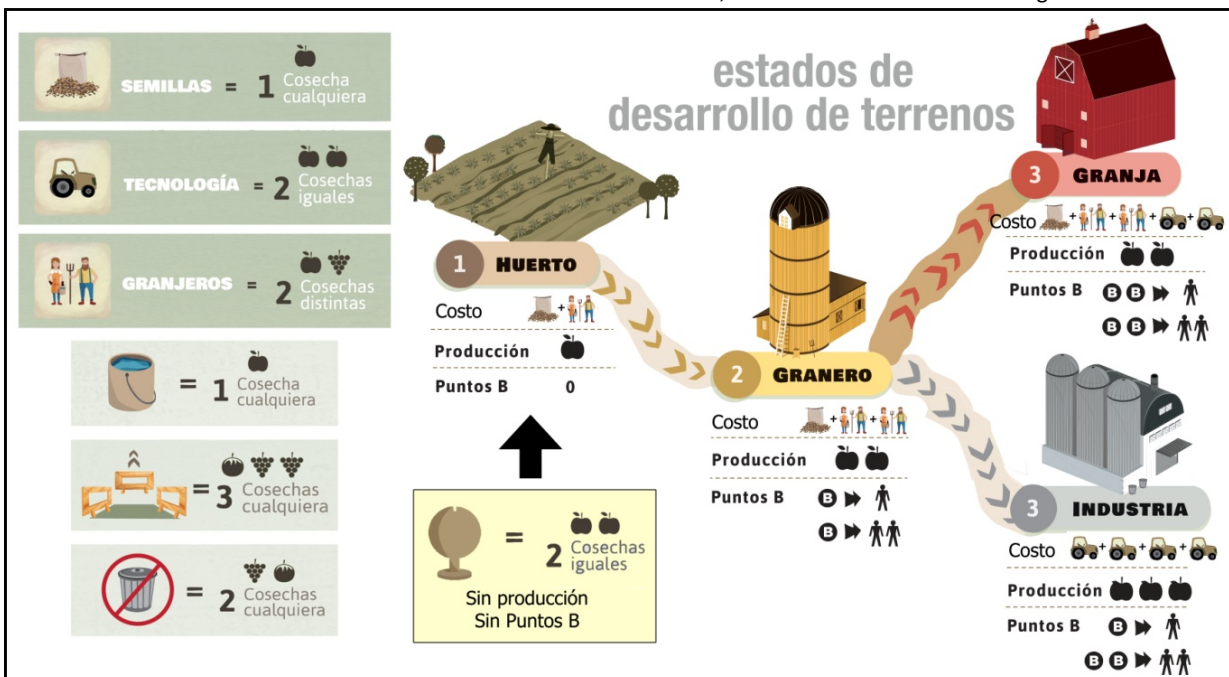 estados de
desarrollo de terrenos
SEMILLAS = 1 Cosecha
cualquiera
TECNOLOGÍA = 2 Cosechas
iguales
GRANJEROS = 2 Cosechas
distintas
= 1 Cosecha
cualquiera
= 3 Cosechas
cualquiera
= 2 Cosechas
cualquiera
1 HUERTO
Costo +
Producción
Puntos B 0
= 2 Cosechas
iguales
Sin producción
Sin Puntos B
2 GRANERO
Costo + +
Producción
Puntos B B
B
3 GRANJA
Costo + + + +
Producción
Puntos B B B
B B
3 INDUSTRIA
Costo + + +
Producción
Puntos B B
B B